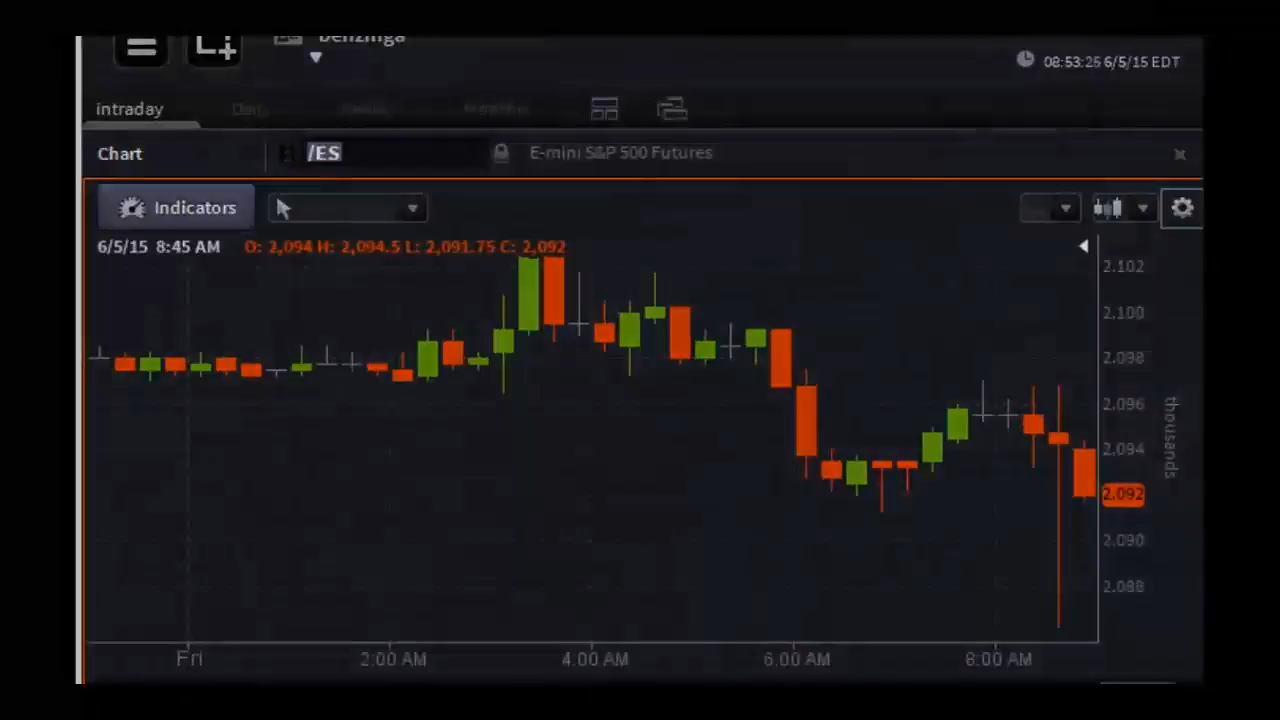 benzinga
08:53:25 6/5/15 EDT
intraday
Chart
/ES
E-mini S&P 500 Futures
Indicators
6/5/15 8:45 AM O: 2,094 H: 2,094.5 L: 2,091.75 C: 2,092
2.102
2.100
2.098
2.096
2.094
2.092
2.090
2.088
thousands
Fri 2:00 AM 4:00 AM 6:00 AM 8:00 AM